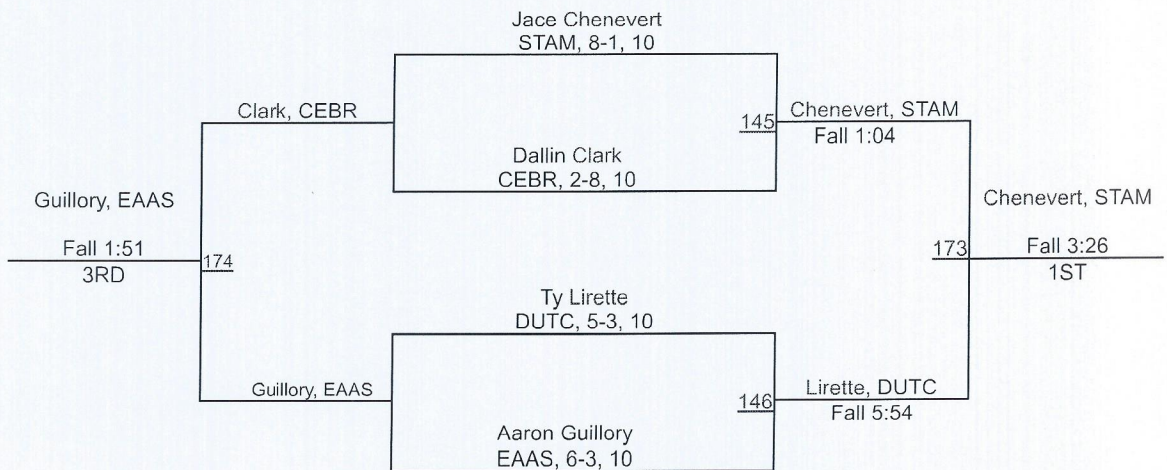 Jace Chenevert
STAM, 8-1, 10
Clark, CEBR
145
Chenevert, STAM
Fall 1:04
Dallin Clark
CEBR, 2-8, 10
Guillory, EAAS
Fall 1:51
3RD
174
Chenevert, STAM
173
Fall 3:26
1ST
Ty Lirette
DUTC, 5-3, 10
Guillory, EAAS
146
Lirette, DUTC
Fall 5:54
Aaron Guillory
EAAS, 6-3, 10